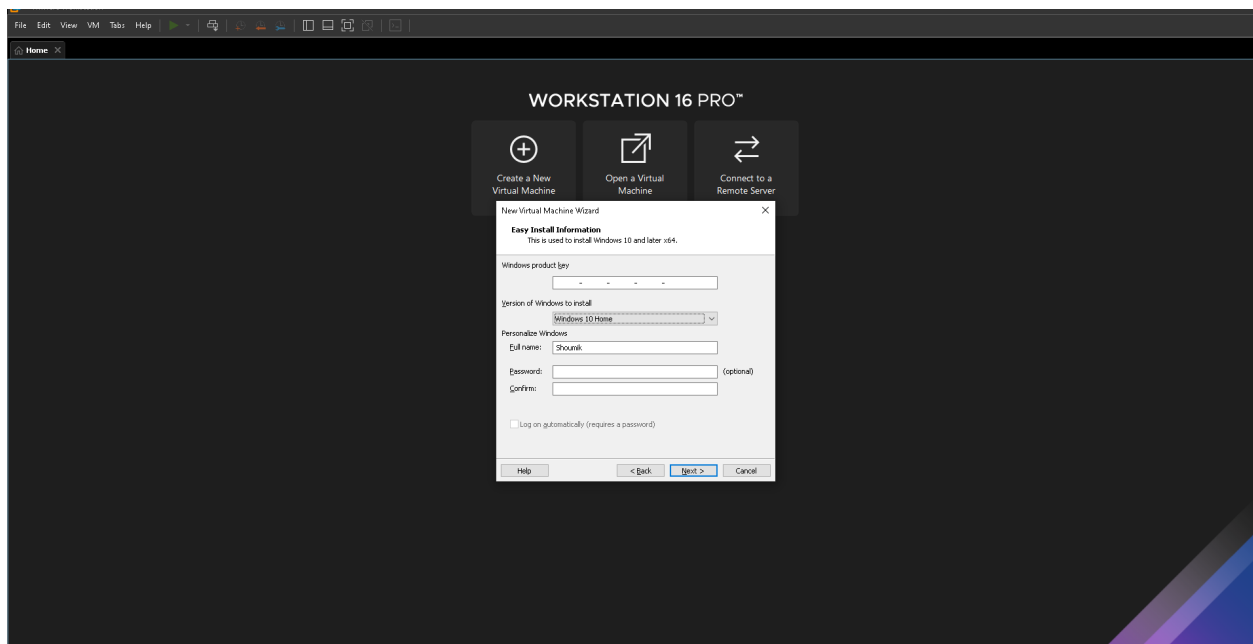 File Edit View VM Tabs Help
Home
WORKSTATION 16 PRO™
Create a New
Virtual Machine
Open a Virtual
Machine
Connect to a
Remote Server
New Virtual Machine Wizard
Easy Install Information
This is used to install Windows 10 and later x64.
Windows product key
- - - -
Version of Windows to install
Windows 10 Home
Personalize Windows
Full name: Shoumik
Password: (optional)
Confirm:
Log on automatically (requires a password)
Help < Back Next > Cancel